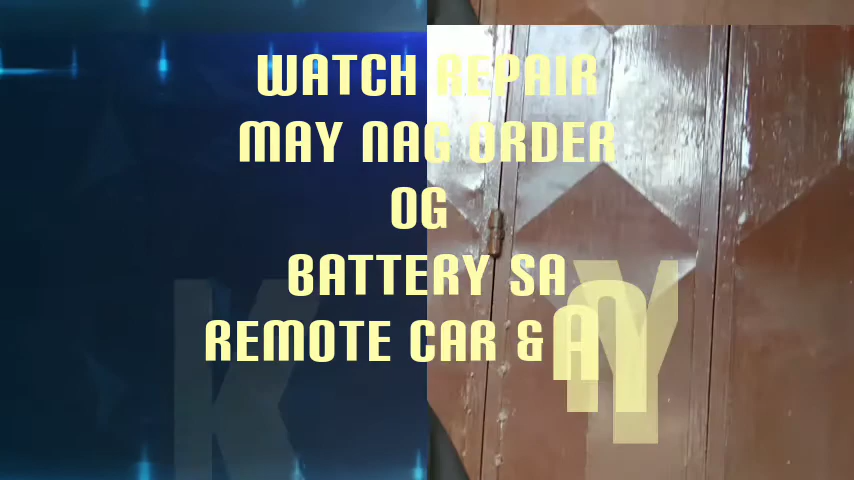 WATCH REPAIR
MAY NAG ORDER
OG
BATTERY SA
REMOTE CAR & A